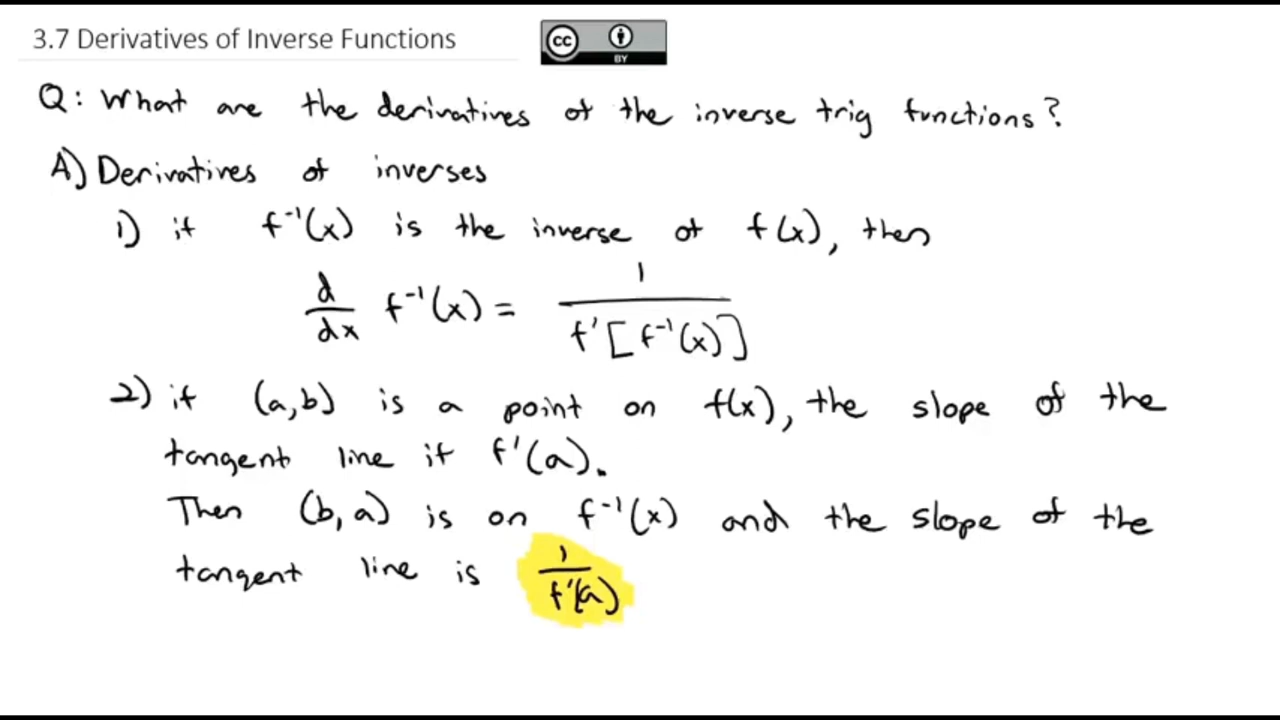 3.7 Derivatives of Inverse Functions
cc BY
Q: What are the derivatives of the inverse trig functions?
A) Derivatives of inverses
1) if f⁻¹(x) is the inverse of f(x), then
d/dx f⁻¹(x) = 1/f'[f⁻¹(x)]
2) if (a,b) is a point on f(x), the slope of the
tangent line if f'(a).
Then (b,a) is on f⁻¹(x) and the slope of the
tangent line is 1/f'(a)